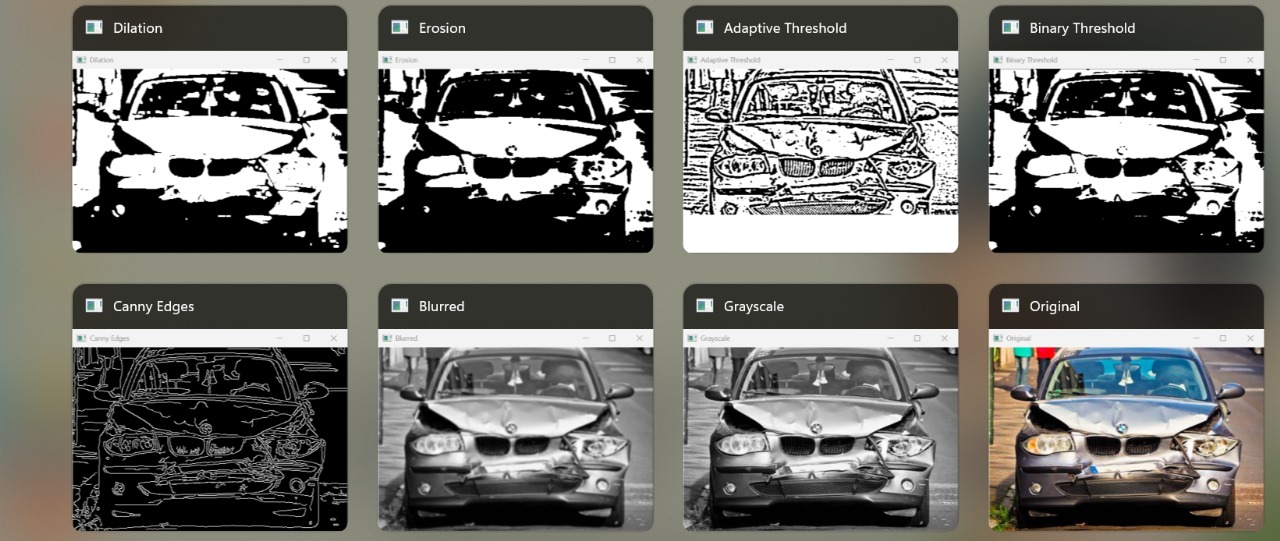 Dilation
Erosion
Adaptive Threshold
Binary Threshold
Dilation
Erosion
Adaptive Threshold
Binary Threshold
Canny Edges
Blurred
Grayscale
Original
Canny Edges
Blurred
Grayscale
Original